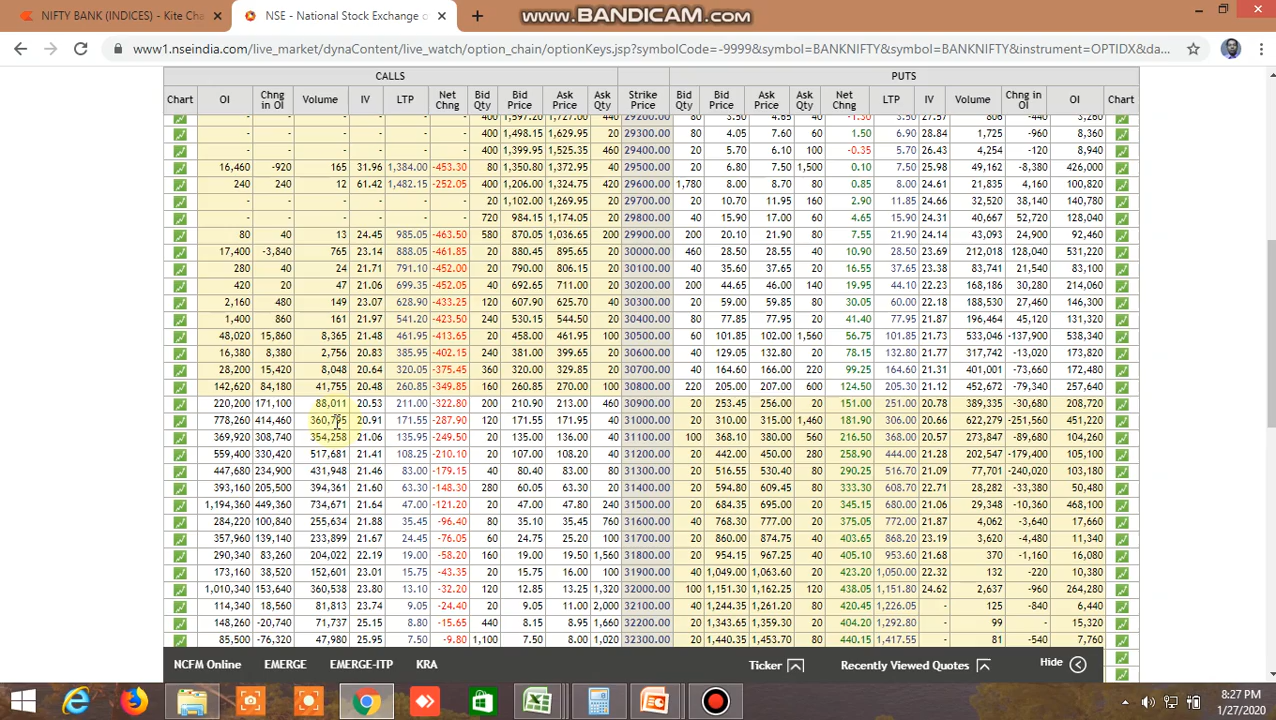 NIFTY BANK (INDICES) - Kite Cha × NSE - National Stock Exchange o × + www.BANDICAM.com
www1.nseindia.com/live_market/dynaContent/live_watch/option_chain/optionKeys.jsp?symbolCode=-9999&symbol=BANKNIFTY&symbol=BANKNIFTY&instrument=OPTIDX&da...
CALLS PUTS
Chart OI Chng in OI Volume IV LTP Net Chng Bid Qty Bid Price Ask Price Ask Qty Strike Price Bid Qty Bid Price Ask Price Ask Qty Net Chng LTP IV Volume Chng in OI OI Chart
- - - - - - 400 1,597.20 1,727.00 440 29200.00 80 3.50 4.65 40 -1.30 3.60 27.57 806 -440 3,260
- - - - - - 400 1,498.15 1,629.95 20 29300.00 80 4.05 7.60 60 1.50 6.90 28.84 1,725 -960 8,360
- - - - - - 400 1,399.95 1,525.35 460 29400.00 20 5.70 6.10 100 -0.35 5.70 26.43 4,254 -120 8,940
16,460 -920 165 31.96 1,384.00 -453.30 80 1,350.80 1,372.95 40 29500.00 20 6.80 7.50 1,500 0.10 7.50 25.98 49,162 -8,380 426,000
240 240 12 61.42 1,482.15 -252.05 400 1,206.00 1,324.75 420 29600.00 1,780 8.00 8.70 80 0.85 8.00 24.61 21,835 4,160 100,820
- - - - - - 20 1,102.00 1,269.95 20 29700.00 20 10.70 11.95 160 2.90 11.85 24.66 32,520 38,140 140,780
- - - - - - 720 984.15 1,174.05 20 29800.00 40 15.90 17.00 60 4.65 15.90 24.31 40,667 52,720 128,040
80 40 13 24.45 985.05 -463.50 580 870.05 1,036.65 200 29900.00 200 20.10 21.90 80 7.55 21.90 24.14 43,093 24,900 92,460
17,400 -3,840 765 23.14 888.05 -461.85 20 880.45 895.65 20 30000.00 460 28.50 28.55 40 10.90 28.50 23.69 212,018 128,040 531,220
280 40 24 21.71 791.10 -452.00 20 790.00 806.15 20 30100.00 40 35.60 37.65 20 16.55 37.65 23.38 83,741 21,540 83,100
420 20 47 21.06 699.35 -452.05 40 692.65 711.00 20 30200.00 200 44.65 46.00 140 19.95 44.10 22.23 168,186 30,280 214,060
2,160 480 149 23.07 628.90 -433.25 120 607.90 625.70 40 30300.00 20 59.00 59.85 80 30.05 60.00 22.18 188,530 27,460 146,300
1,400 860 161 21.97 541.20 -423.50 240 530.15 544.50 20 30400.00 80 77.85 77.95 20 41.40 77.95 21.87 196,464 45,120 131,320
48,020 15,860 8,365 21.48 461.95 -413.65 20 458.00 461.95 100 30500.00 60 101.85 102.00 1,560 56.75 101.85 21.73 533,046 -137,900 510,540
16,380 8,380 2,756 20.83 385.95 -402.15 240 381.00 399.65 20 30600.00 40 129.05 132.80 20 78.15 132.80 21.77 317,742 -13,020 173,820
28,200 15,420 8,048 20.64 320.05 -375.45 360 320.00 329.85 20 30700.00 40 164.60 166.00 220 99.25 164.60 21.31 401,001 -73,660 172,420
142,620 84,180 41,755 20.48 260.85 -349.85 160 260.85 270.00 100 30800.00 220 205.00 207.00 600 124.50 205.30 21.12 452,672 -79,340 257,640
220,200 171,100 88,011 20.53 211.00 -322.80 200 210.90 213.00 460 30900.00 20 253.45 256.00 20 151.00 251.00 20.78 389,335 -30,680 208,720
778,260 414,460 360,795 20.91 -287.90 120 171.55 171.95 40 31000.00 20 310.00 315.00 1,460 181.90 306.00 20.66 622,279 -251,960 451,220
369,920 308,740 354,258 21.06 135.95 -249.50 20 135.00 136.00 40 31100.00 100 368.10 380.00 560 216.50 368.00 20.57 273,847 -89,680 104,260
559,400 330,420 517,681 21.41 108.25 -210.10 20 107.00 108.20 40 31200.00 20 442.00 450.00 280 258.90 444.00 21.28 202,547 -179,400 105,100
447,680 234,900 431,948 21.46 83.00 -179.15 40 80.40 83.00 80 31300.00 20 516.55 530.40 80 290.25 516.70 21.09 77,701 -240,020 103,180
393,160 205,500 394,361 21.60 63.30 -148.30 280 60.05 63.30 20 31400.00 20 594.80 609.45 80 333.30 608.70 22.71 28,282 -33,380 50,480
1,194,360 449,360 734,671 21.64 47.80 -121.20 20 47.00 47.80 240 31500.00 20 684.35 695.00 20 345.15 680.00 21.06 29,348 -10,360 468,100
284,220 100,840 255,634 21.88 35.45 -96.40 80 35.10 35.45 760 31600.00 40 768.30 777.00 20 375.05 772.00 21.87 4,062 -3,640 17,660
357,960 139,140 233,899 21.67 25.45 -76.05 60 24.75 25.20 100 31700.00 20 860.00 874.75 40 403.65 868.20 23.19 3,620 -4,480 11,340
290,340 83,260 204,022 22.19 19.00 -58.20 160 19.00 19.50 1,560 31800.00 20 954.15 967.25 40 405.10 953.60 21.68 370 -1,160 16,080
173,160 38,520 152,601 23.01 15.75 -43.35 20 15.75 16.00 100 31900.00 40 1,049.00 1,063.60 20 423.20 1,050.00 22.32 132 -220 10,380
1,010,340 153,640 360,538 23.80 13.10 -32.20 120 12.85 13.25 1,320 32000.00 100 1,151.30 1,162.25 120 438.05 1,151.80 24.62 2,637 -960 264,280
114,340 18,560 81,813 23.74 9.05 -24.40 20 9.05 11.00 2,000 32100.00 40 1,244.35 1,261.20 80 420.45 1,226.05 - 125 -840 6,440
148,260 -20,740 71,737 25.15 8.80 -15.65 440 8.15 8.95 1,660 32200.00 20 1,343.65 1,359.30 20 404.20 1,292.80 - 99 - 15,320
85,500 -76,320 47,980 25.95 7.50 -9.80 1,100 7.50 8.00 1,020 32300.00 20 1,440.35 1,453.70 80 440.15 1,417.55 - 81 -540 7,760
NCFM Online EMERGE EMERGE-ITP KRA Ticker Recently Viewed Quotes Hide
8:27 PM
1/27/2020